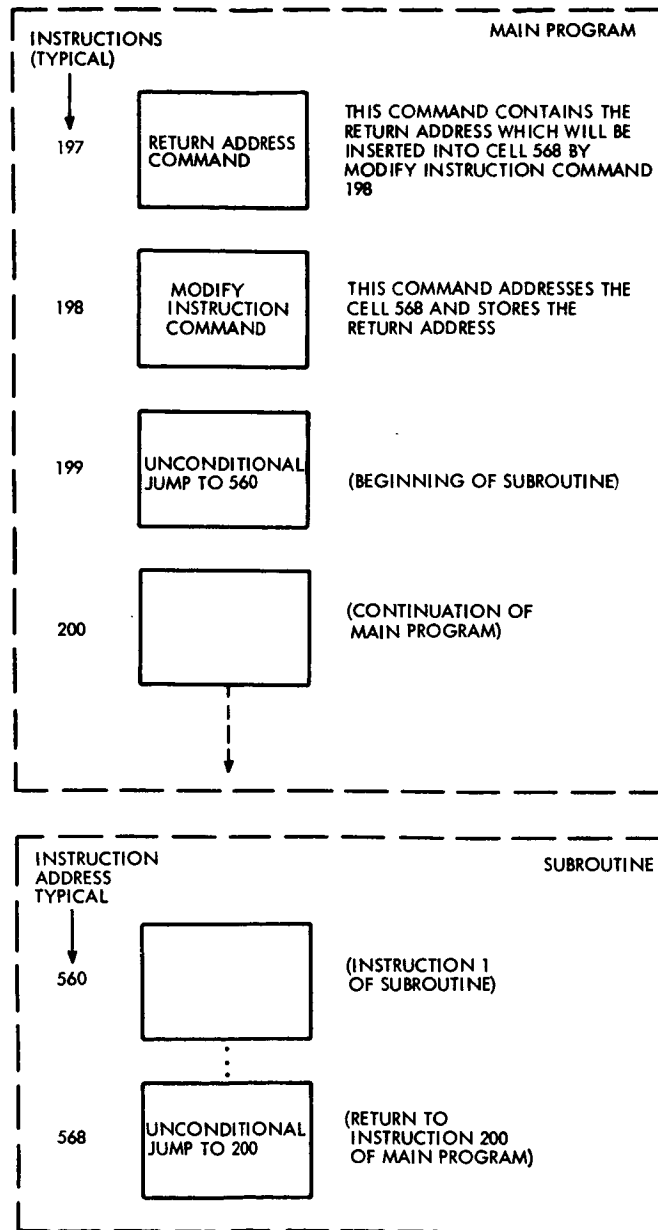 MAIN PROGRAM
INSTRUCTIONS
(TYPICAL)
197
RETURN ADDRESS
COMMAND
THIS COMMAND CONTAINS THE
RETURN ADDRESS WHICH WILL BE
INSERTED INTO CELL 568 BY
MODIFY INSTRUCTION COMMAND
198
198
MODIFY
INSTRUCTION
COMMAND
THIS COMMAND ADDRESSES THE
CELL 568 AND STORES THE
RETURN ADDRESS
199
UNCONDITIONAL
JUMP TO 560
(BEGINNING OF SUBROUTINE)
200
(CONTINUATION OF
MAIN PROGRAM)
SUBROUTINE
INSTRUCTION
ADDRESS
TYPICAL
560
(INSTRUCTION 1
OF SUBROUTINE)
568
UNCONDITIONAL
JUMP TO 200
(RETURN TO
INSTRUCTION 200
OF MAIN PROGRAM)